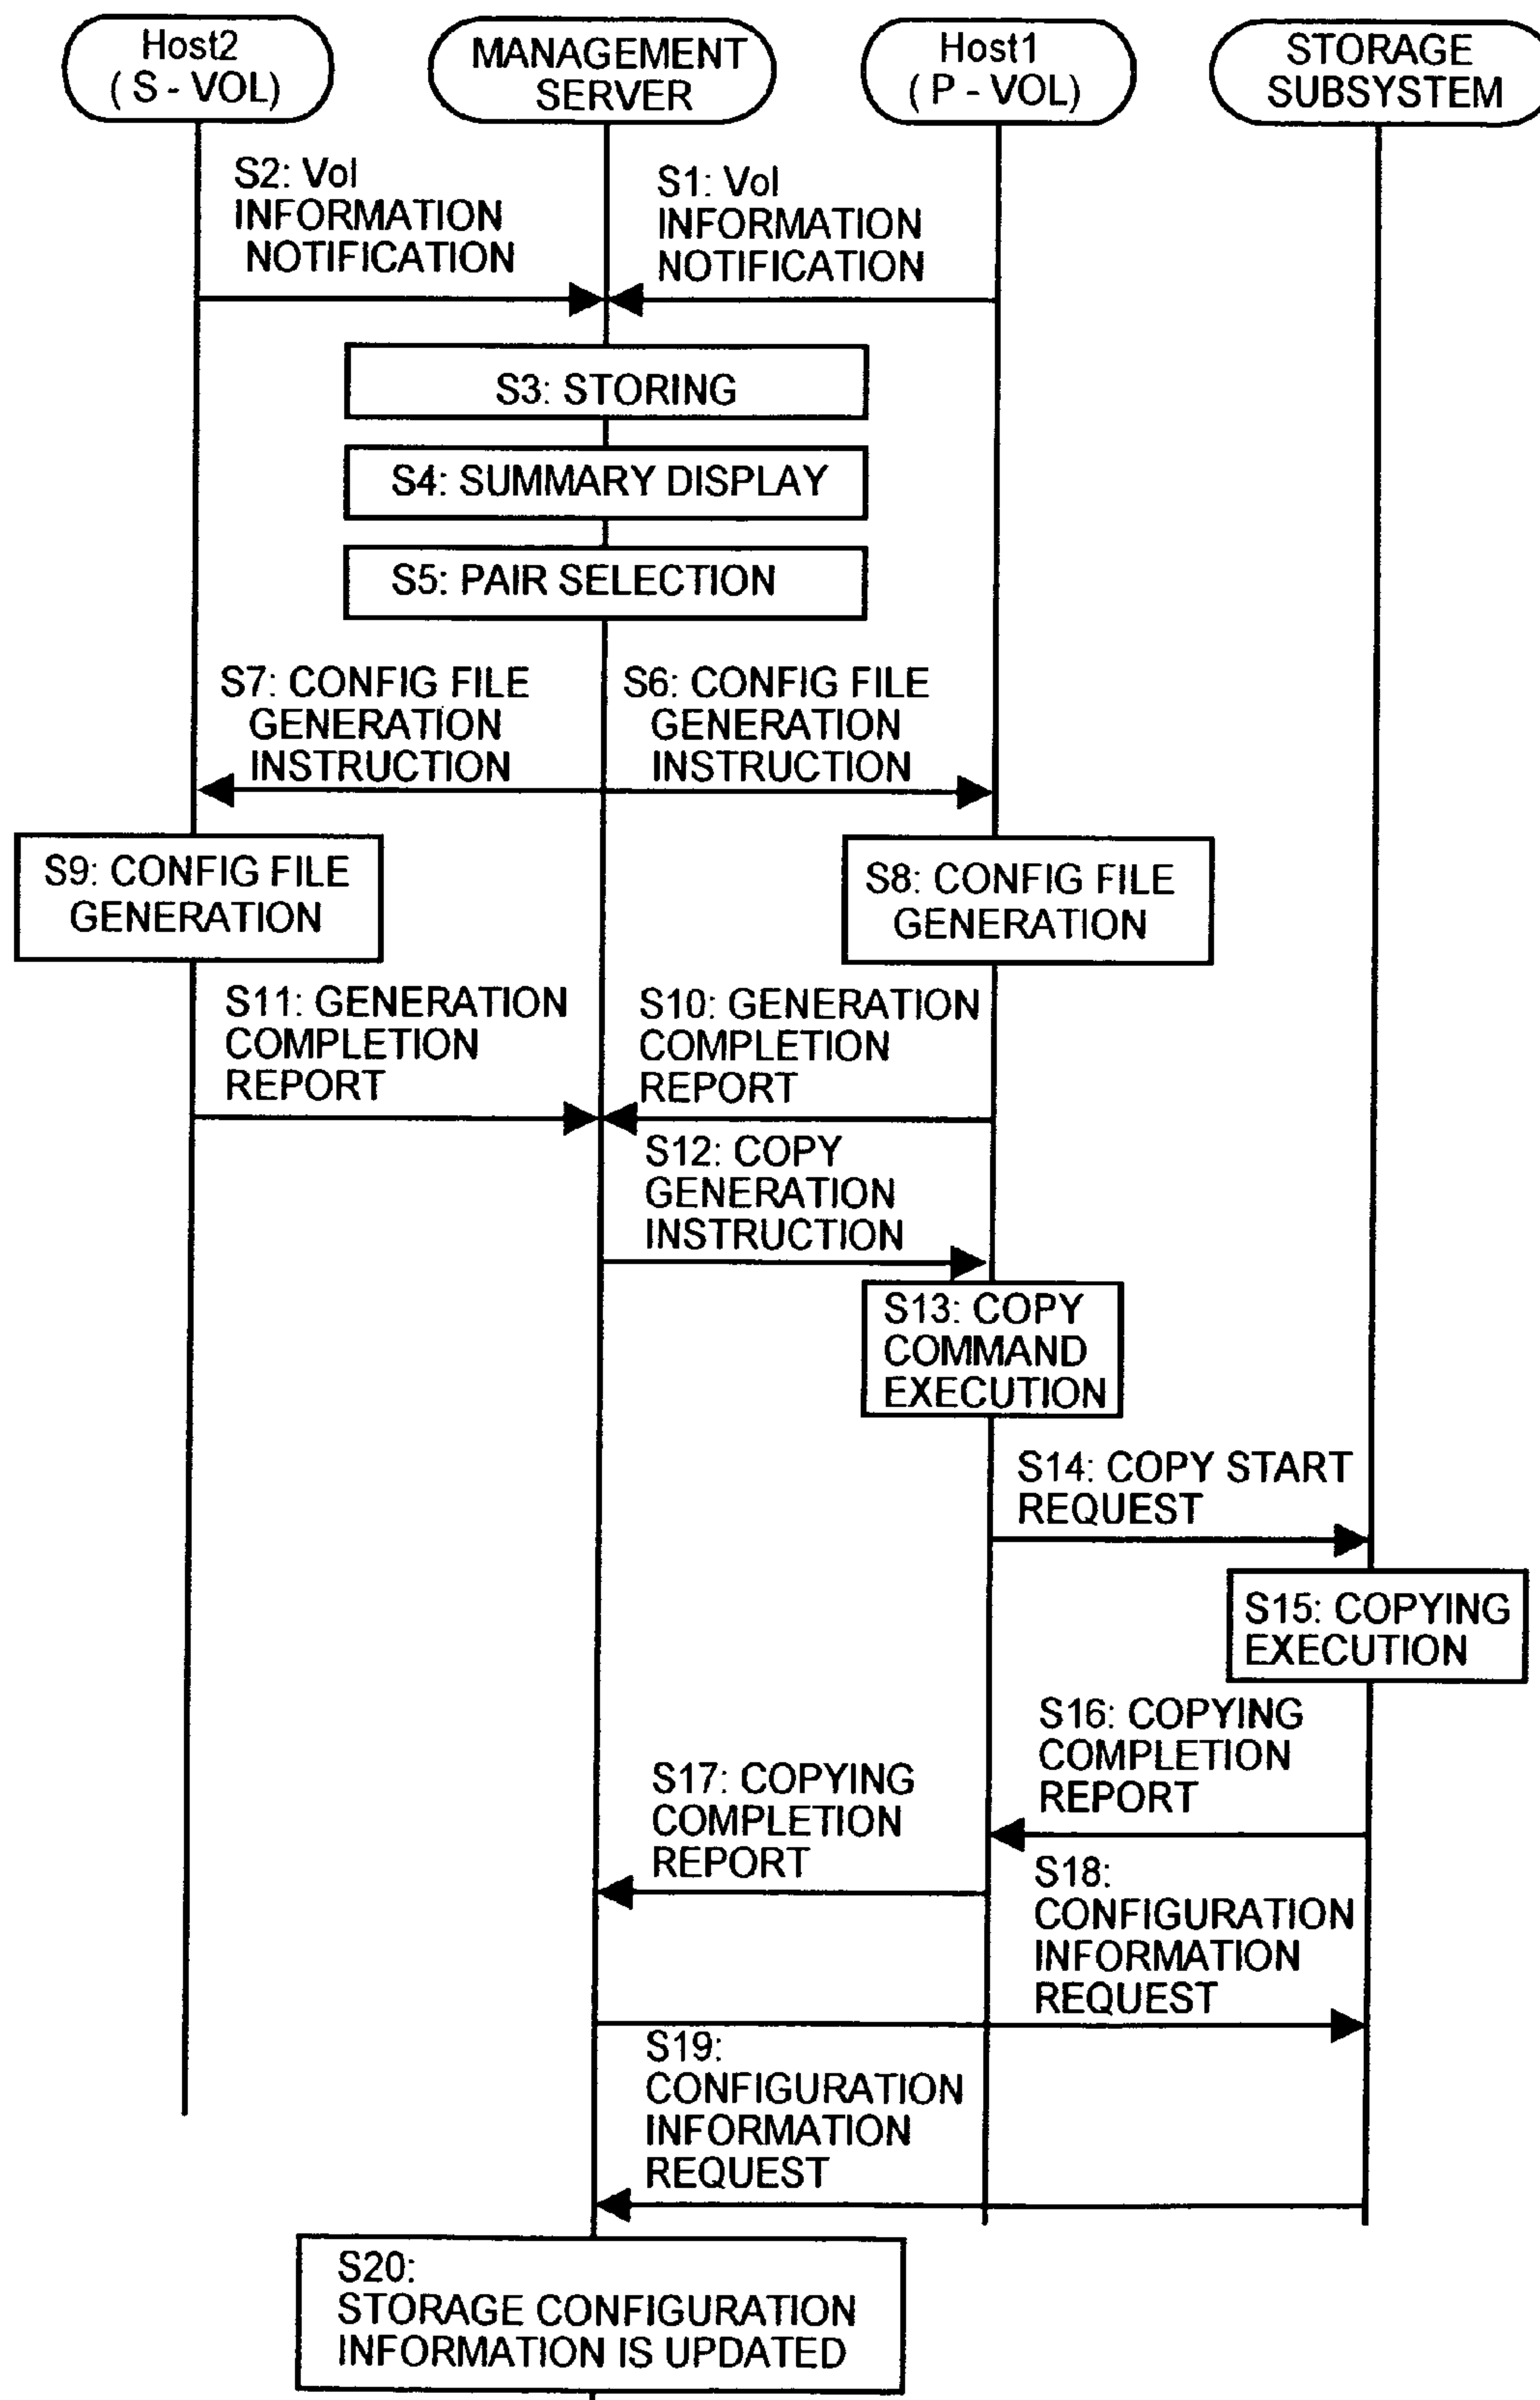 Host2
( S - VOL)
MANAGEMENT
SERVER
Host1
( P - VOL)
STORAGE
SUBSYSTEM
S2: Vol
INFORMATION
NOTIFICATION
S1: Vol
INFORMATION
NOTIFICATION
S3: STORING
S4: SUMMARY DISPLAY
S5: PAIR SELECTION
S7: CONFIG FILE
GENERATION
INSTRUCTION
S6: CONFIG FILE
GENERATION
INSTRUCTION
S9: CONFIG FILE
GENERATION
S8: CONFIG FILE
GENERATION
S11: GENERATION
COMPLETION
REPORT
S10: GENERATION
COMPLETION
REPORT
S12: COPY
GENERATION
INSTRUCTION
S13: COPY
COMMAND
EXECUTION
S14: COPY START
REQUEST
S15: COPYING
EXECUTION
S16: COPYING
COMPLETION
REPORT
S17: COPYING
COMPLETION
REPORT
S18:
CONFIGURATION
INFORMATION
REQUEST
S19:
CONFIGURATION
INFORMATION
REQUEST
S20:
STORAGE CONFIGURATION
INFORMATION IS UPDATED